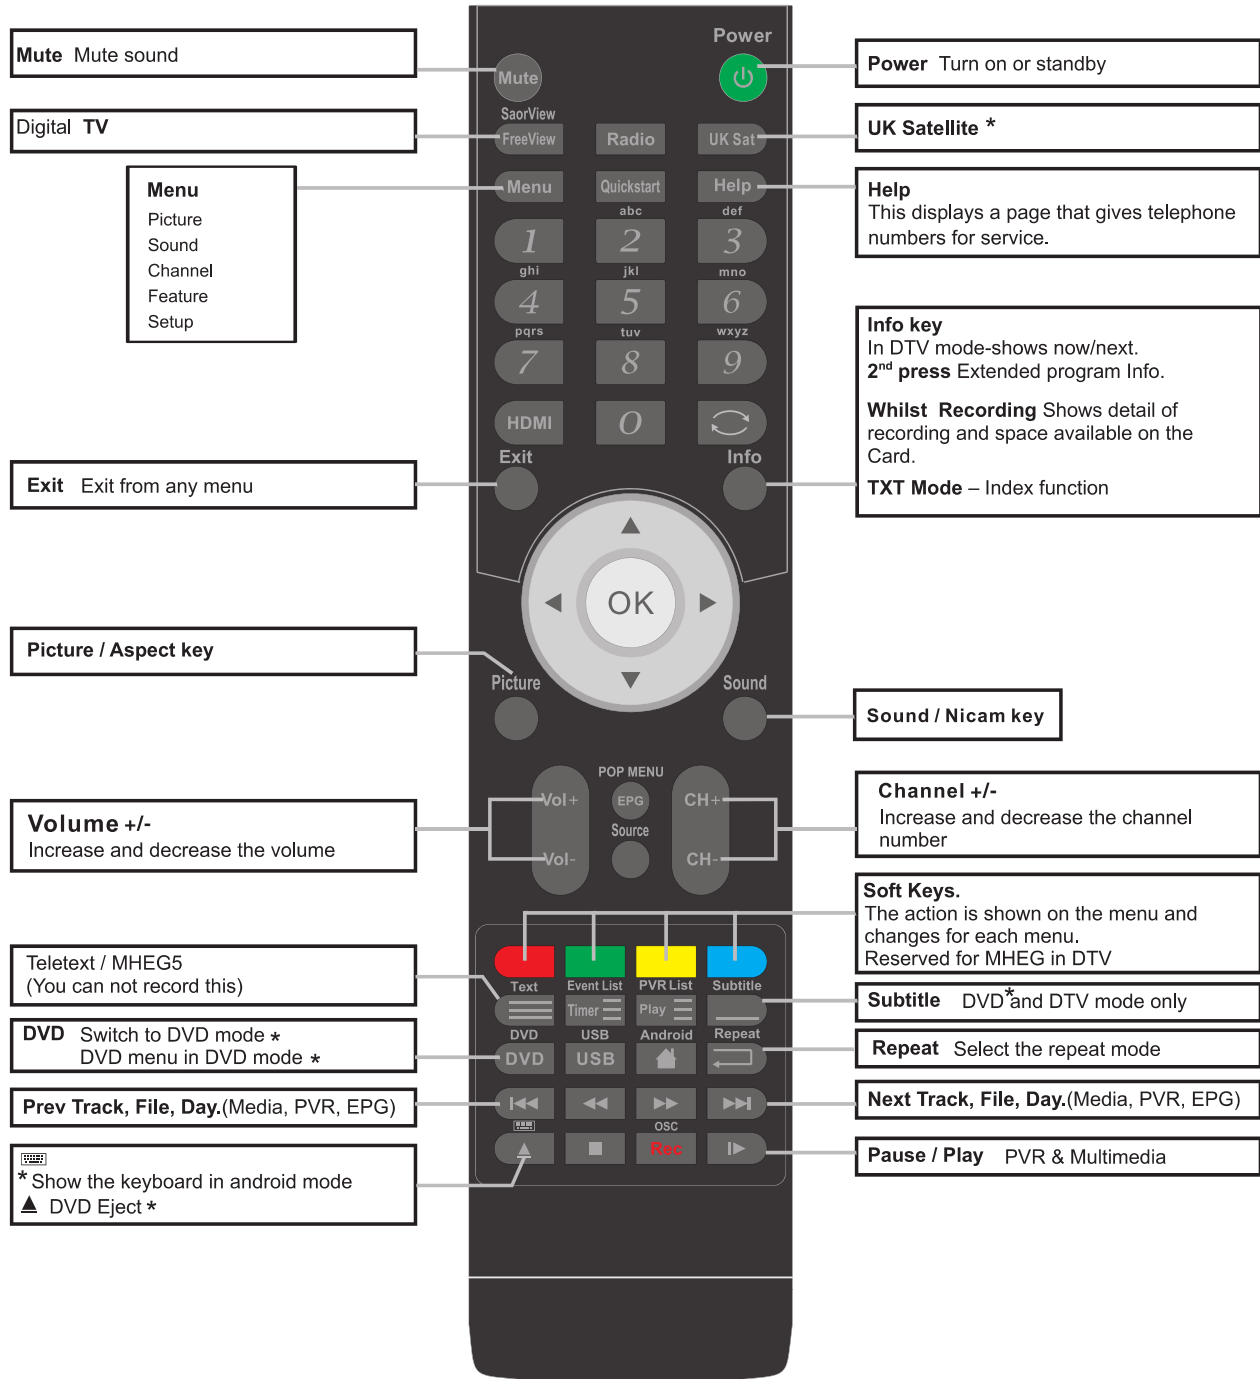 Mute Mute sound
Digital TV
Menu
Picture
Sound
Channel
Feature
Setup
Exit Exit from any menu
Picture / Aspect key
Volume +/-
Increase and decrease the volume
Teletext / MHEG5
(You can not record this)
DVD Switch to DVD mode *
DVD menu in DVD mode *
Prev Track, File, Day.(Media, PVR, EPG)
* Show the keyboard in android mode
DVD Eject *
Power
Mute
SaorView
FreeView Radio UK Sat
Menu Quickstart Help
abc def
1 2 3
ghi jkl mno
4 5 6
pqrs tuv wxyz
7 8 9
HDMI 0
Exit Info
OK
Picture Sound
POP MENU
Vol+ EPG CH+
Source
Vol- CH-
Text Event List PVR List Subtitle
Timer Play
DVD USB Android Repeat
DVD USB
OSC
Rec
Power Turn on or standby
UK Satellite *
Help
This displays a page that gives telephone
numbers for service.
Info key
In DTV mode-shows now/next.
2nd press Extended program Info.
Whilst Recording Shows detail of
recording and space available on the
Card.
TXT Mode – Index function
Sound / Nicam key
Channel +/-
Increase and decrease the channel
number
Soft Keys.
The action is shown on the menu and
changes for each menu.
Reserved for MHEG in DTV
Subtitle DVD* and DTV mode only
Repeat Select the repeat mode
Next Track, File, Day.(Media, PVR, EPG)
Pause / Play PVR & Multimedia